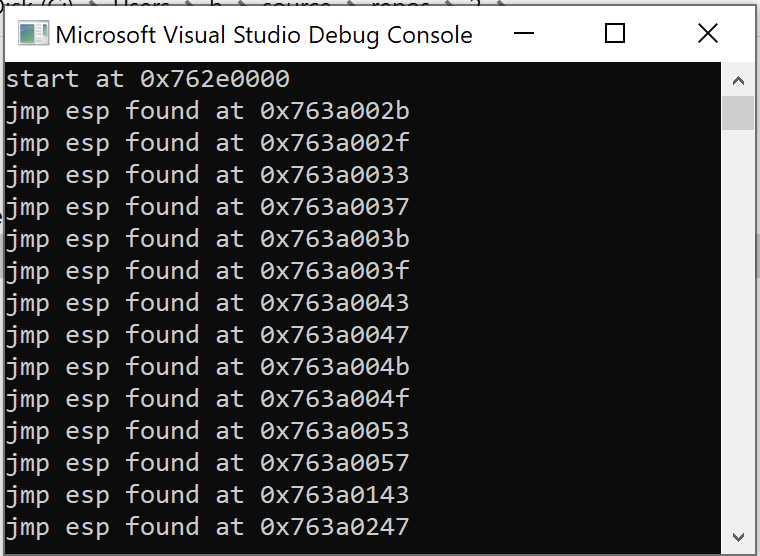 Microsoft Visual Studio Debug Console
start at 0x762e0000
jmp esp found at 0x763a002b
jmp esp found at 0x763a002f
jmp esp found at 0x763a0033
jmp esp found at 0x763a0037
jmp esp found at 0x763a003b
jmp esp found at 0x763a003f
jmp esp found at 0x763a0043
jmp esp found at 0x763a0047
jmp esp found at 0x763a004b
jmp esp found at 0x763a004f
jmp esp found at 0x763a0053
jmp esp found at 0x763a0057
jmp esp found at 0x763a0143
jmp esp found at 0x763a0247